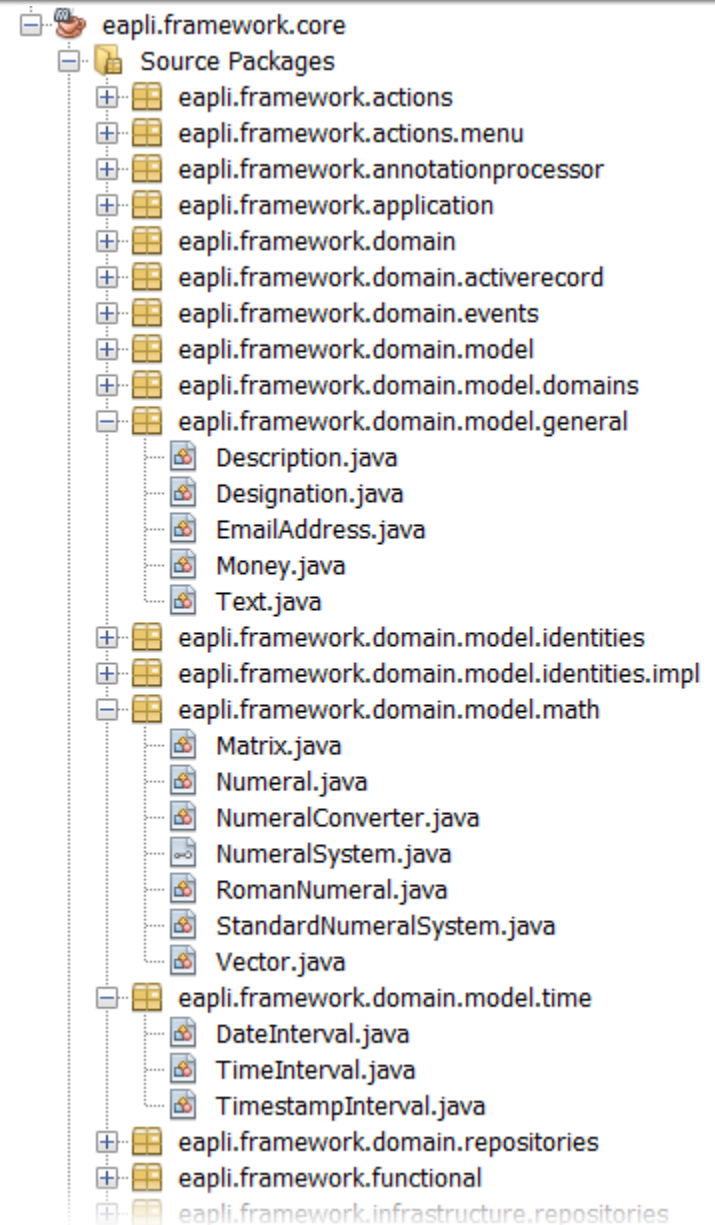 eapli.framework.core
Source Packages
eapli.framework.actions
eapli.framework.actions.menu
eapli.framework.annotationprocessor
eapli.framework.application
eapli.framework.domain
eapli.framework.domain.activerecord
eapli.framework.domain.events
eapli.framework.domain.model
eapli.framework.domain.model.domains
eapli.framework.domain.model.general
Description.java
Designation.java
EmailAddress.java
Money.java
Text.java
eapli.framework.domain.model.identities
eapli.framework.domain.model.identities.impl
eapli.framework.domain.model.math
Matrix.java
Numeral.java
NumeralConverter.java
NumeralSystem.java
RomanNumeral.java
StandardNumeralSystem.java
Vector.java
eapli.framework.domain.model.time
DateInterval.java
TimeInterval.java
TimestampInterval.java
eapli.framework.domain.repositories
eapli.framework.functional
eapli.framework.infrastructure.repositories